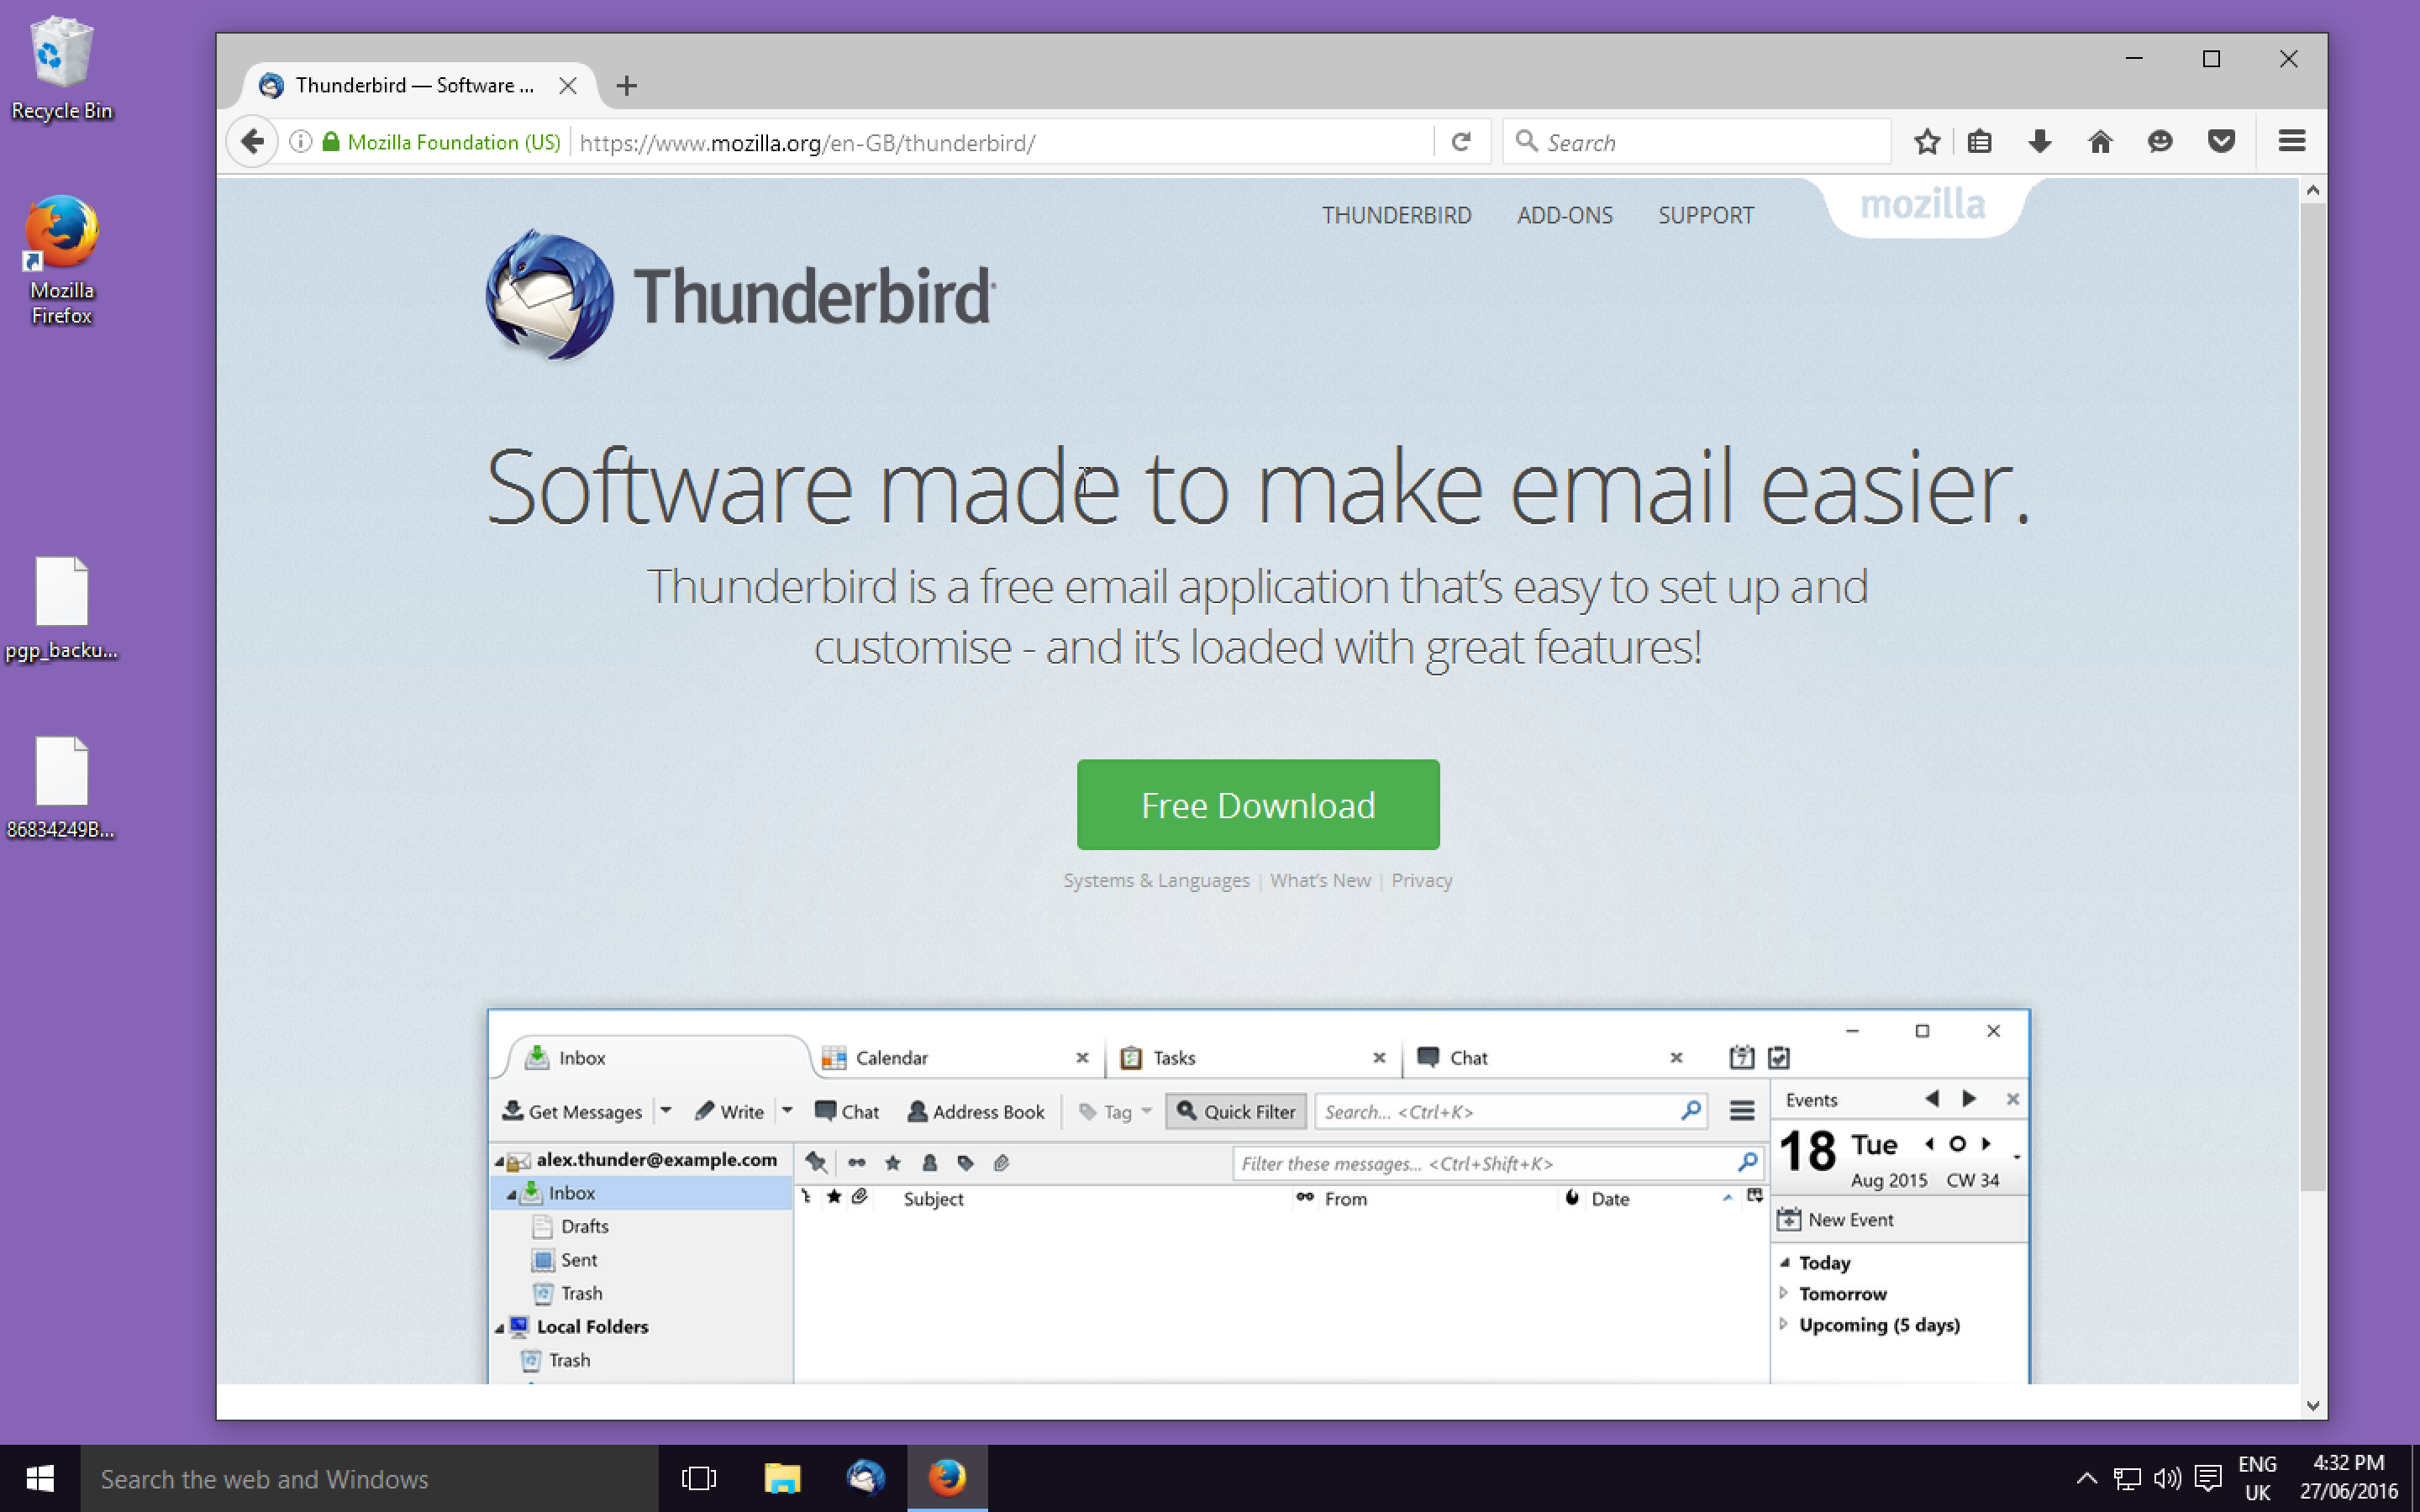 Recycle Bin
Mozilla
Firefox
pgp_backu...
86834249B...
Thunderbird — Software ...
Mozilla Foundation (US)
https://www.mozilla.org/en-GB/thunderbird/
Search
THUNDERBIRD
ADD-ONS
SUPPORT
mozilla
Thunderbird
Software made to make email easier.
Thunderbird is a free email application that's easy to set up and
customise - and it's loaded with great features!
Free Download
Systems & Languages | What's New | Privacy
Inbox
Calendar
Tasks
Chat
7
Get Messages
Write
Chat
Address Book
Tag
Quick Filter
Search... <Ctrl+K>
Events
18
Tue
Aug 2015
CW 34
alex.thunder@example.com
Filter these messages... <Ctrl+Shift+K>
Inbox
Subject
From
Date
New Event
Drafts
Sent
Trash
Today
Tomorrow
Upcoming (5 days)
Local Folders
Trash
Search the web and Windows
ENG
UK
4:32 PM
27/06/2016